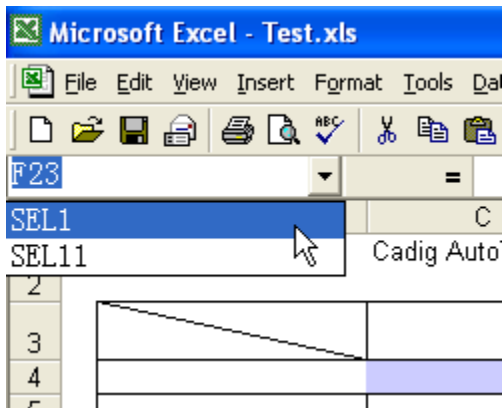 Microsoft Excel - Test.xls
File Edit View Insert Format Tools Da
ABC
F23 =
SEL1 C
SEL11 Cadig Auto
2
3
4